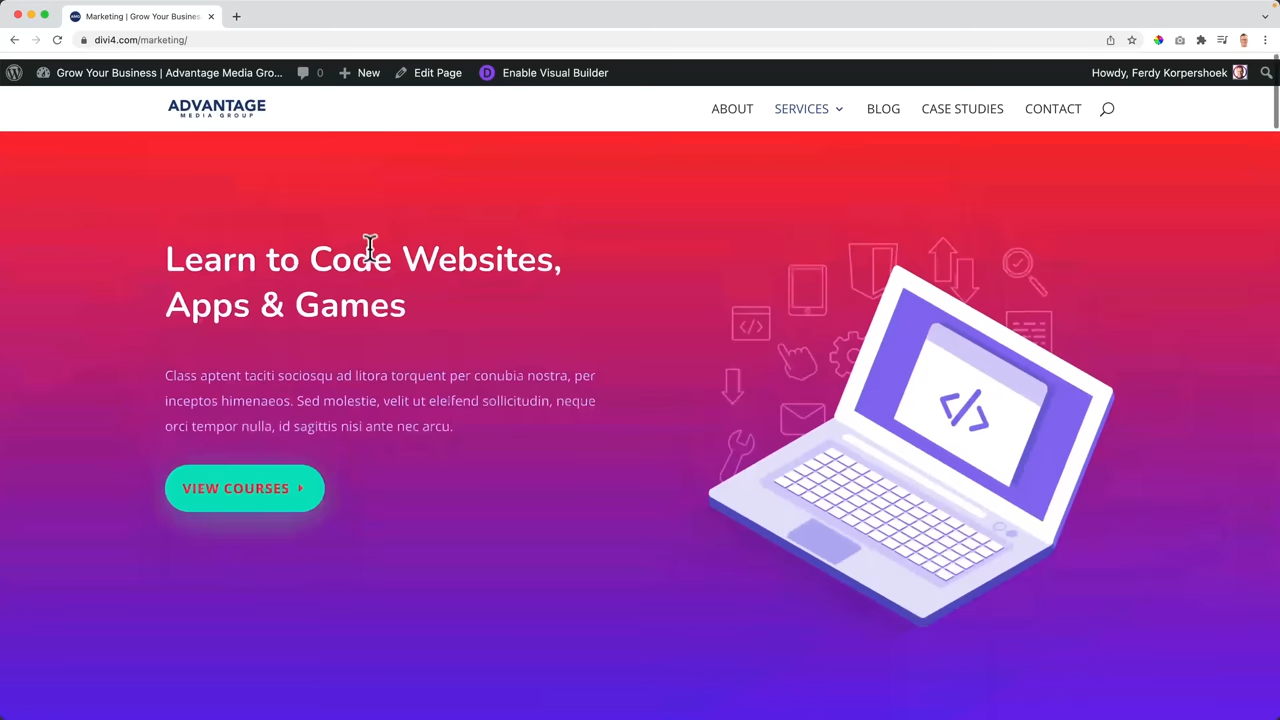 Marketing | Grow Your Busines
divi4.com/marketing/
Grow Your Business | Advantage Media Gro... 0 New Edit Page D Enable Visual Builder Howdy, Ferdy Korpershoek
ADVANTAGE
MEDIA GROUP
ABOUT SERVICES BLOG CASE STUDIES CONTACT
Learn to Code Websites,
Apps & Games
Class aptent taciti sociosqu ad litora torquent per conubia nostra, per
inceptos himenaeos. Sed molestie, velit ut eleifend sollicitudin, neque
orci tempor nulla, id sagittis nisi ante nec arcu.
VIEW COURSES